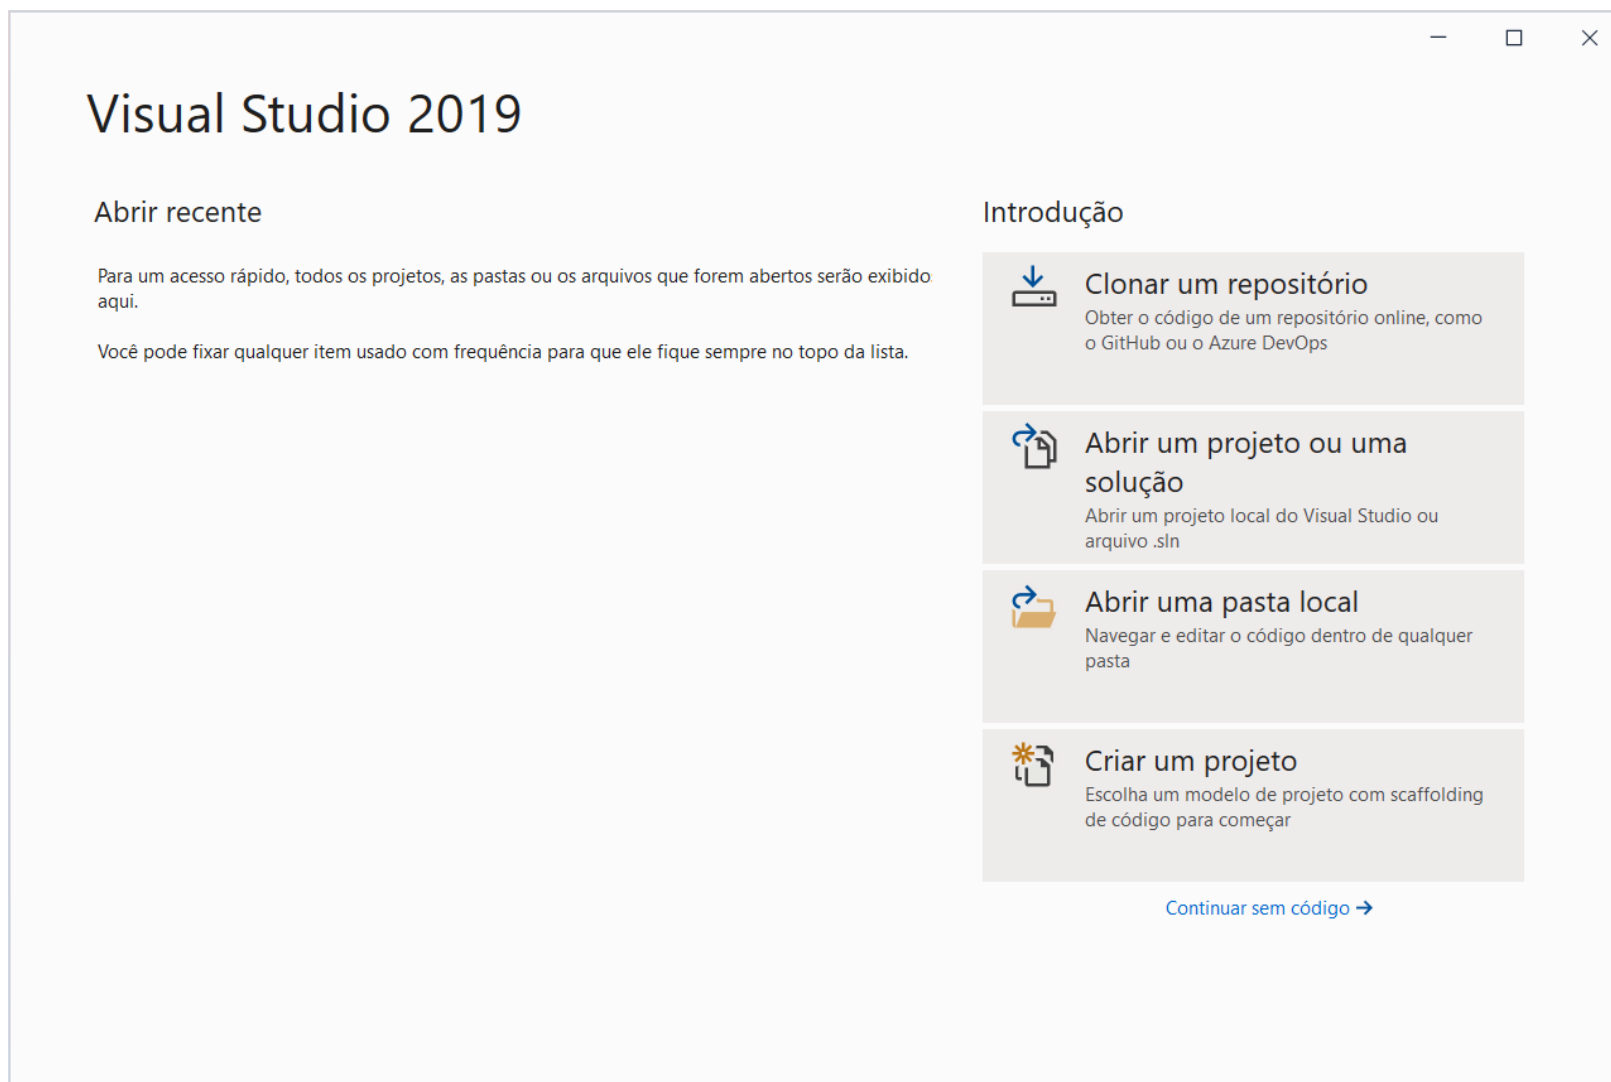 Visual Studio 2019
Abrir recente
Para um acesso rápido, todos os projetos, as pastas ou os arquivos que forem abertos serão exibido
aqui.
Você pode fixar qualquer item usado com frequência para que ele fique sempre no topo da lista.
Introdução
Clonar um repositório
Obter o código de um repositório online, como
o GitHub ou o Azure DevOps
Abrir um projeto ou uma
solução
Abrir um projeto local do Visual Studio ou
arquivo .sln
Abrir uma pasta local
Navegar e editar o código dentro de qualquer
pasta
Criar um projeto
Escolha um modelo de projeto com scaffolding
de código para começar
Continuar sem código →